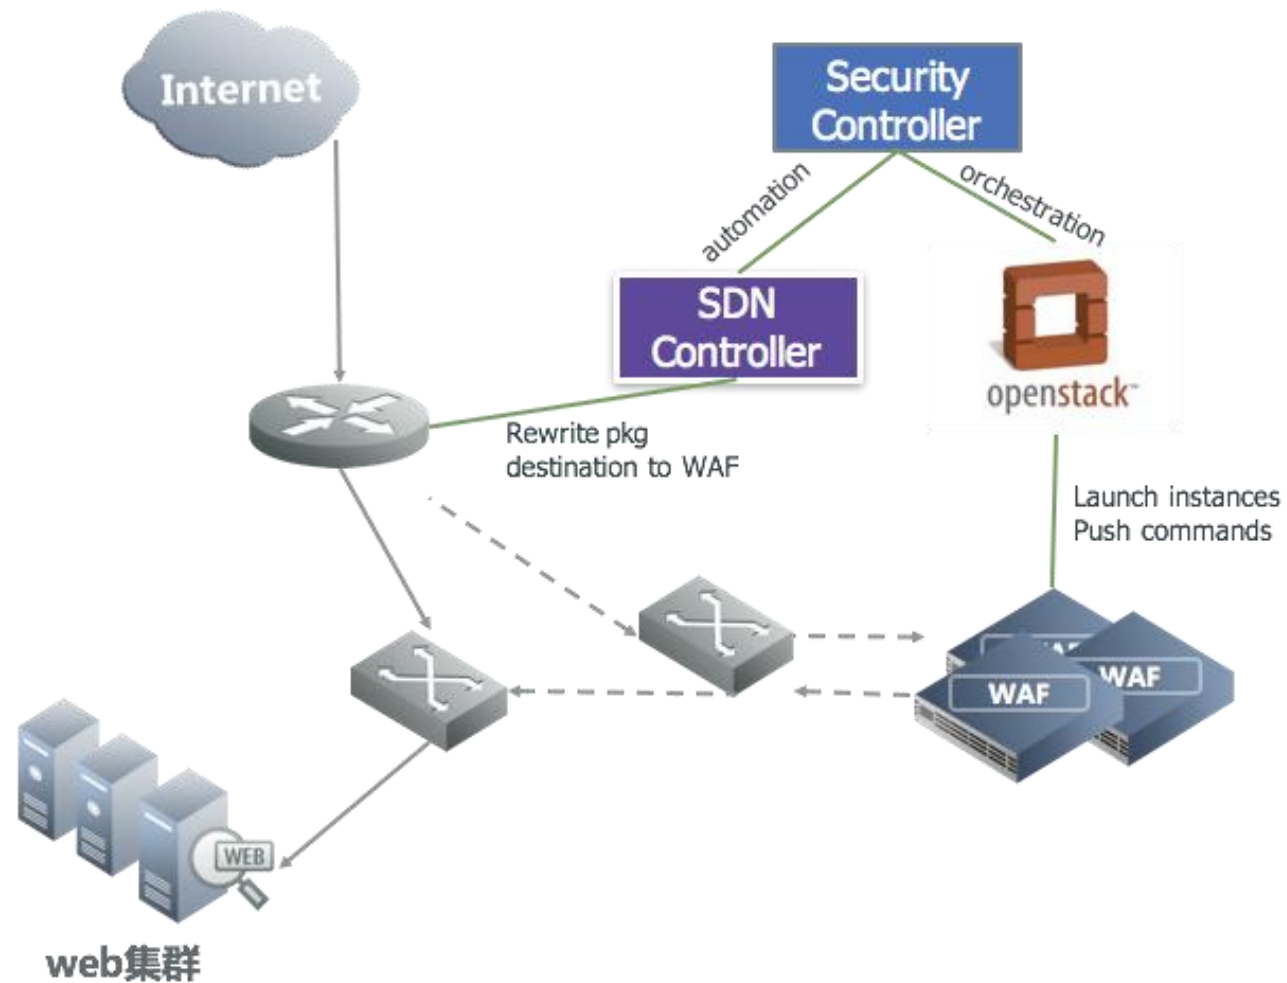 Internet
Security
Controller
automation
orchestration
SDN
Controller
openstack™
Rewrite pkg
destination to WAF
Launch instances
Push commands
WAF
WAF
WEB
web集群